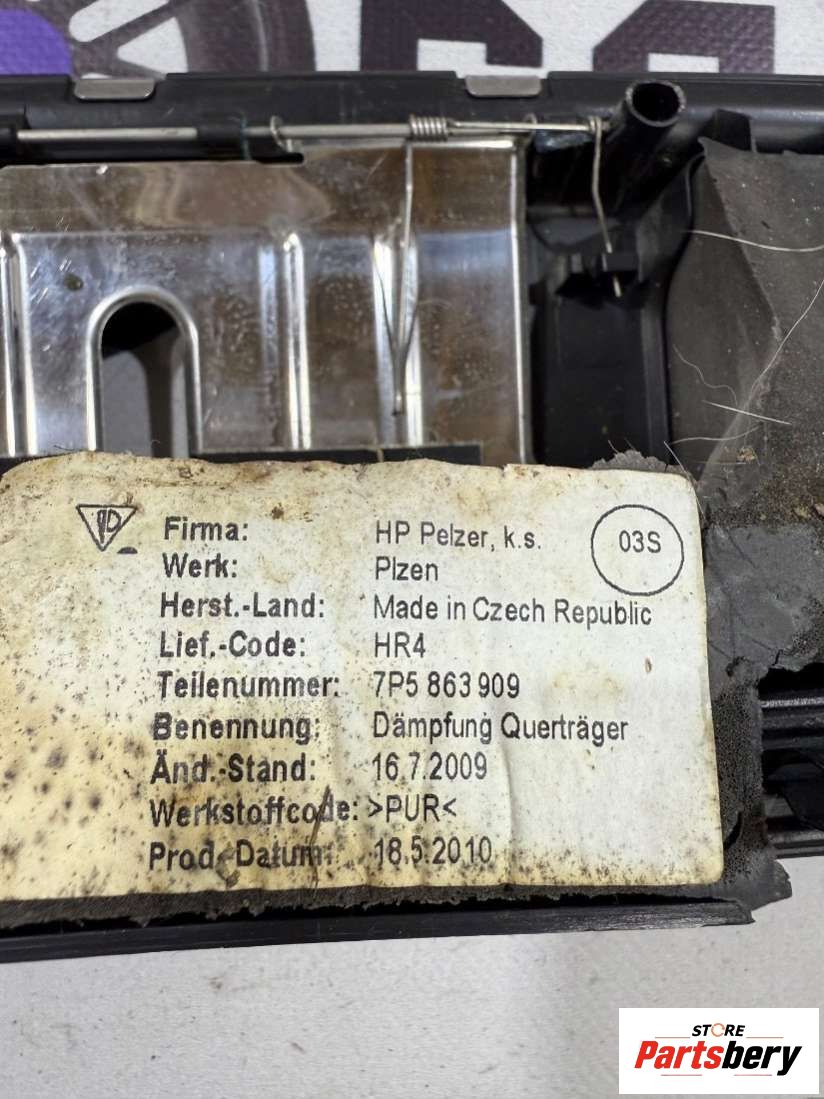 Firma: HP Pelzer, k.s. 03S
Werk: Plzen
Herst.-Land: Made in Czech Republic
Lief.-Code: HR4
Teilenummer: 7P5 863 909
Benennung: Dämpfung Querträger
Änd.-Stand: 16.7.2009
Werkstoffcode: >PUR<
Prod.-Datum: 18.5.2010
STORE
Partsbery